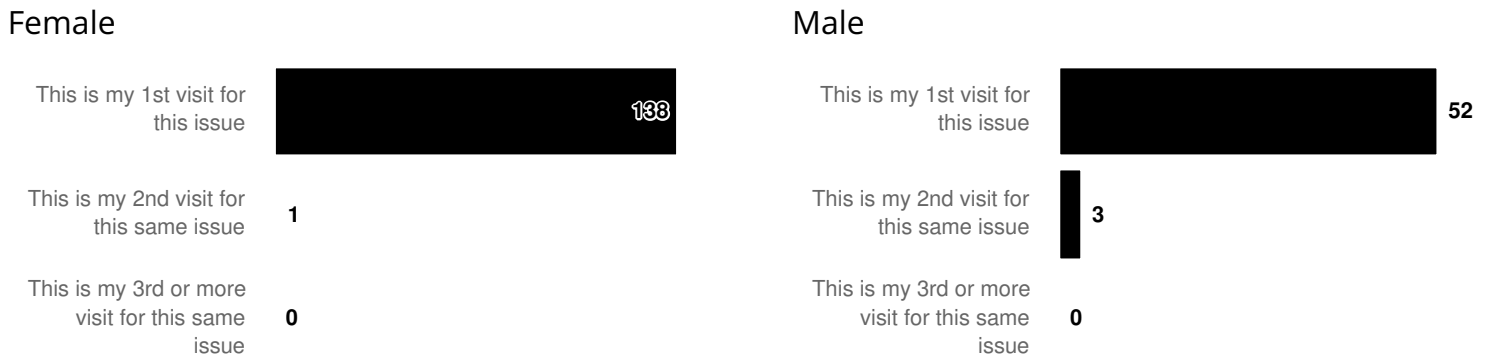 Female
This is my 1st visit for
this issue
138
This is my 2nd visit for
this same issue
1
This is my 3rd or more
visit for this same
issue
0
Male
This is my 1st visit for
this issue
52
This is my 2nd visit for
this same issue
3
This is my 3rd or more
visit for this same
issue
0